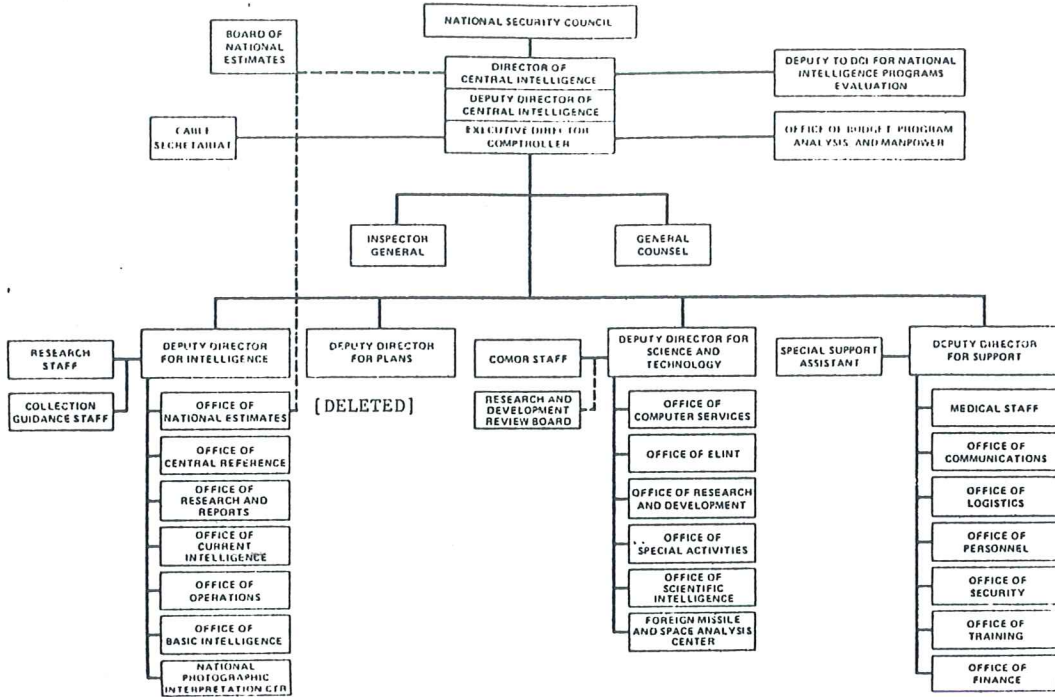 NATIONAL SECURITY COUNCIL
BOARD OF
NATIONAL
ESTIMATES
DIRECTOR OF
CENTRAL INTELLIGENCE
DEPUTY TO DCI FOR NATIONAL
INTELLIGENCE PROGRAMS
EVALUATION
DEPUTY DIRECTOR OF
CENTRAL INTELLIGENCE
CABLE
SECRETARIAT
EXECUTIVE DIRECTOR
COMPTROLLER
OFFICE OF BUDGET, PROGRAM
ANALYSIS, AND MANPOWER
INSPECTOR
GENERAL
GENERAL
COUNSEL
RESEARCH
STAFF
DEPUTY DIRECTOR
FOR INTELLIGENCE
DEPUTY DIRECTOR
FOR PLANS
COMOR STAFF
DEPUTY DIRECTOR FOR
SCIENCE AND
TECHNOLOGY
SPECIAL SUPPORT
ASSISTANT
DEPUTY DIRECTOR
FOR SUPPORT
COLLECTION
GUIDANCE STAFF
OFFICE OF
NATIONAL ESTIMATES
[DELETED]
RESEARCH AND
DEVELOPMENT
REVIEW BOARD
OFFICE OF
COMPUTER SERVICES
MEDICAL STAFF
OFFICE OF
CENTRAL REFERENCE
OFFICE OF ELINT
OFFICE OF
COMMUNICATIONS
OFFICE OF
RESEARCH AND
REPORTS
OFFICE OF RESEARCH
AND DEVELOPMENT
OFFICE OF
LOGISTICS
OFFICE OF
CURRENT
INTELLIGENCE
OFFICE OF
SPECIAL ACTIVITIES
OFFICE OF
PERSONNEL
OFFICE OF
OPERATIONS
OFFICE OF
SCIENTIFIC
INTELLIGENCE
OFFICE OF
SECURITY
OFFICE OF
BASIC INTELLIGENCE
FOREIGN MISSILE
AND SPACE ANALYSIS
CENTER
OFFICE OF
TRAINING
NATIONAL
PHOTOGRAPHIC
INTERPRETATION CTR
OFFICE OF
FINANCE